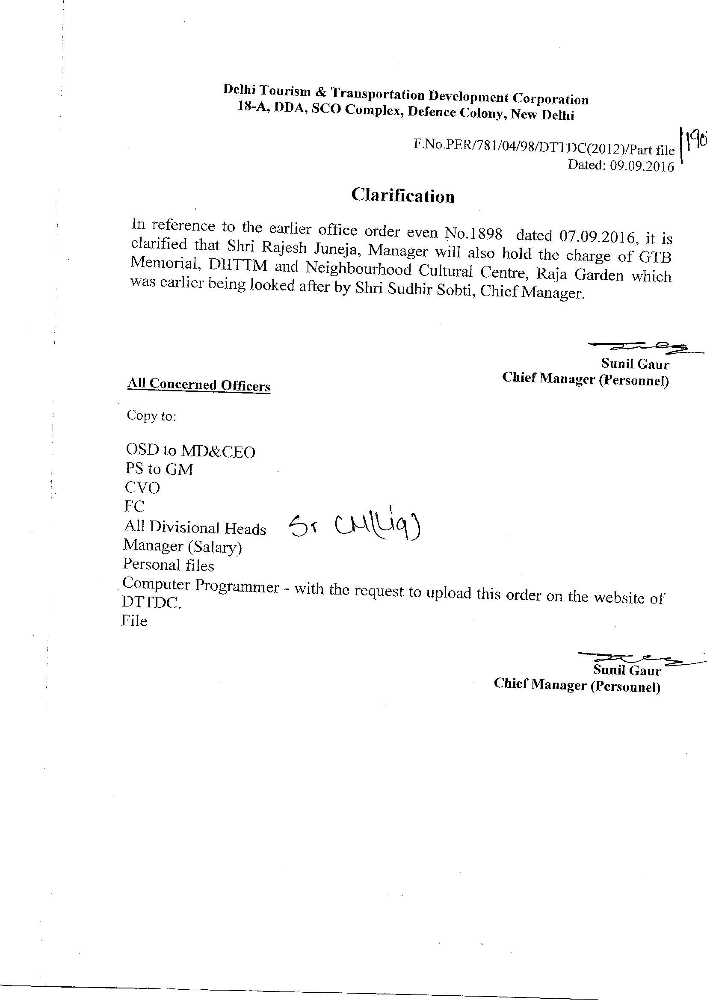 Delhi Tourism & Transportation Development Corporation
18-A, DDA, SCO Complex, Defence Colony, New Delhi
F.No.PER/781/04/98/DTTDC(2012)/Part file
Dated: 09.09.2016
Clarification
In reference to the earlier office order even No.1898 dated 07.09.2016, it is
clarified that Shri Rajesh Juneja, Manager will also hold the charge of GTB
Memorial, DIITTM and Neighbourhood Cultural Centre, Raja Garden which
was earlier being looked after by Shri Sudhir Sobti, Chief Manager.
Sunil Gaur
Chief Manager (Personnel)
All Concerned Officers
Copy to:
OSD to MD&CEO
PS to GM
CVO
FC
All Divisional Heads Sr CM(Liq)
Manager (Salary)
Personal files
Computer Programmer - with the request to upload this order on the website of
DTTDC.
File
Sunil Gaur
Chief Manager (Personnel)